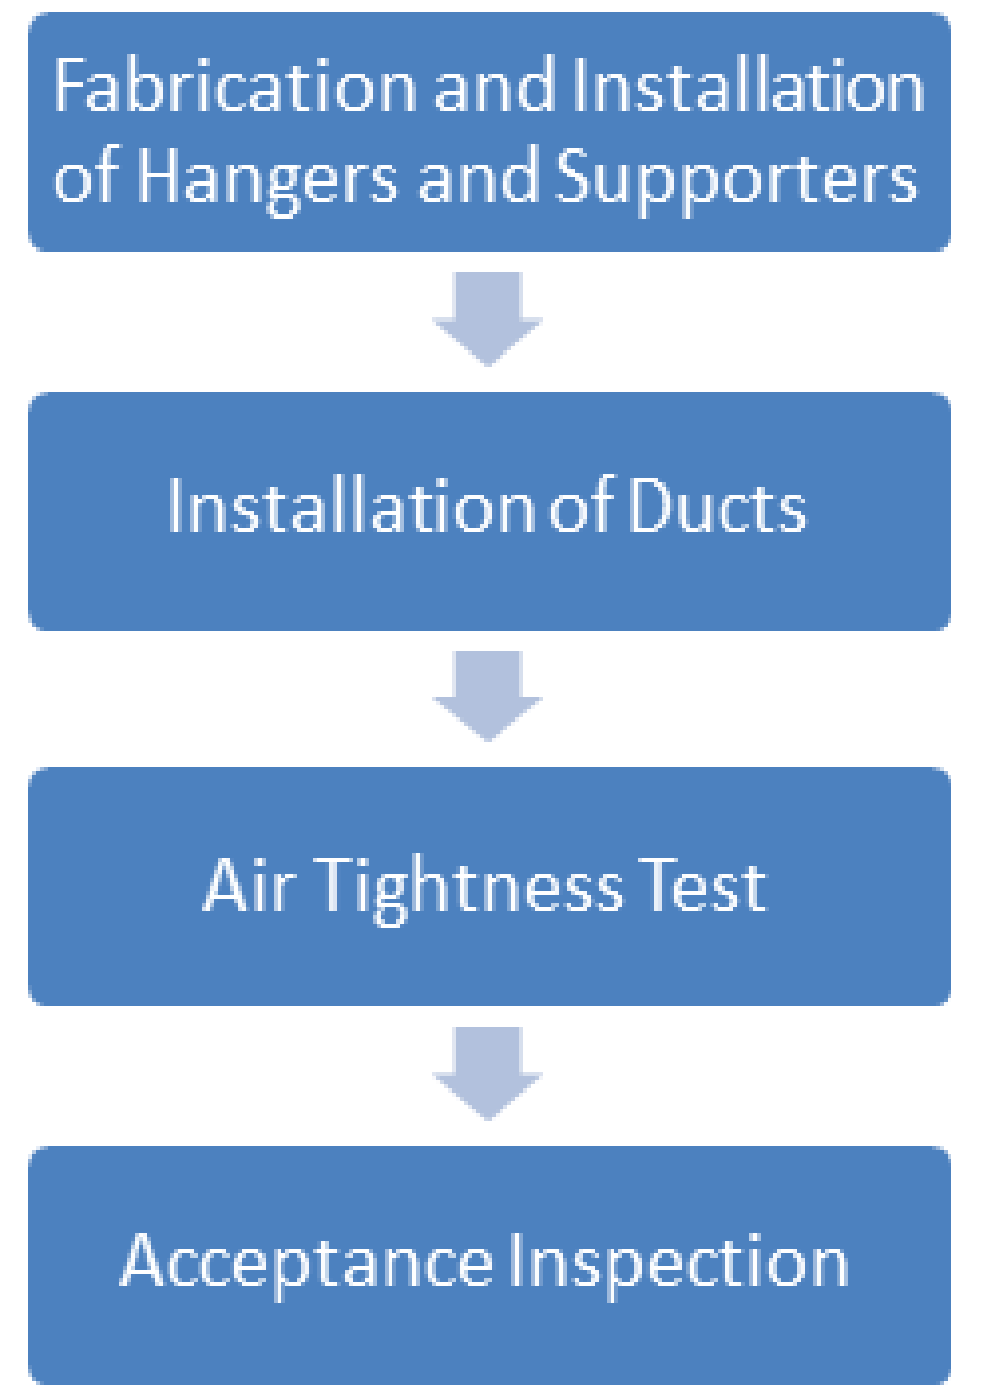 Fabrication and Installation
of Hangers and Supporters
Installation of Ducts
Air Tightness Test
Acceptance Inspection